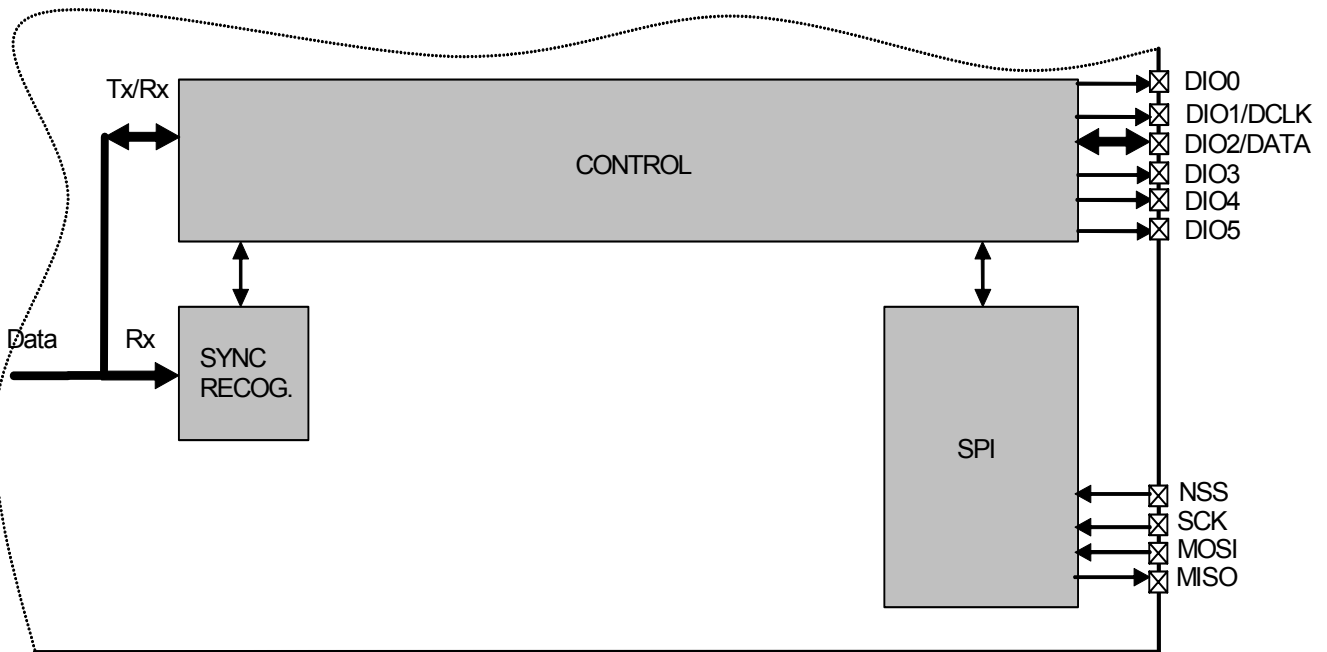 Tx/Rx
DIO0
DIO1/DCLK
DIO2/DATA
CONTROL
DIO3
DIO4
DIO5
Data
Rx
SYNC
RECOG.
SPI
NSS
SCK
MOSI
MISO